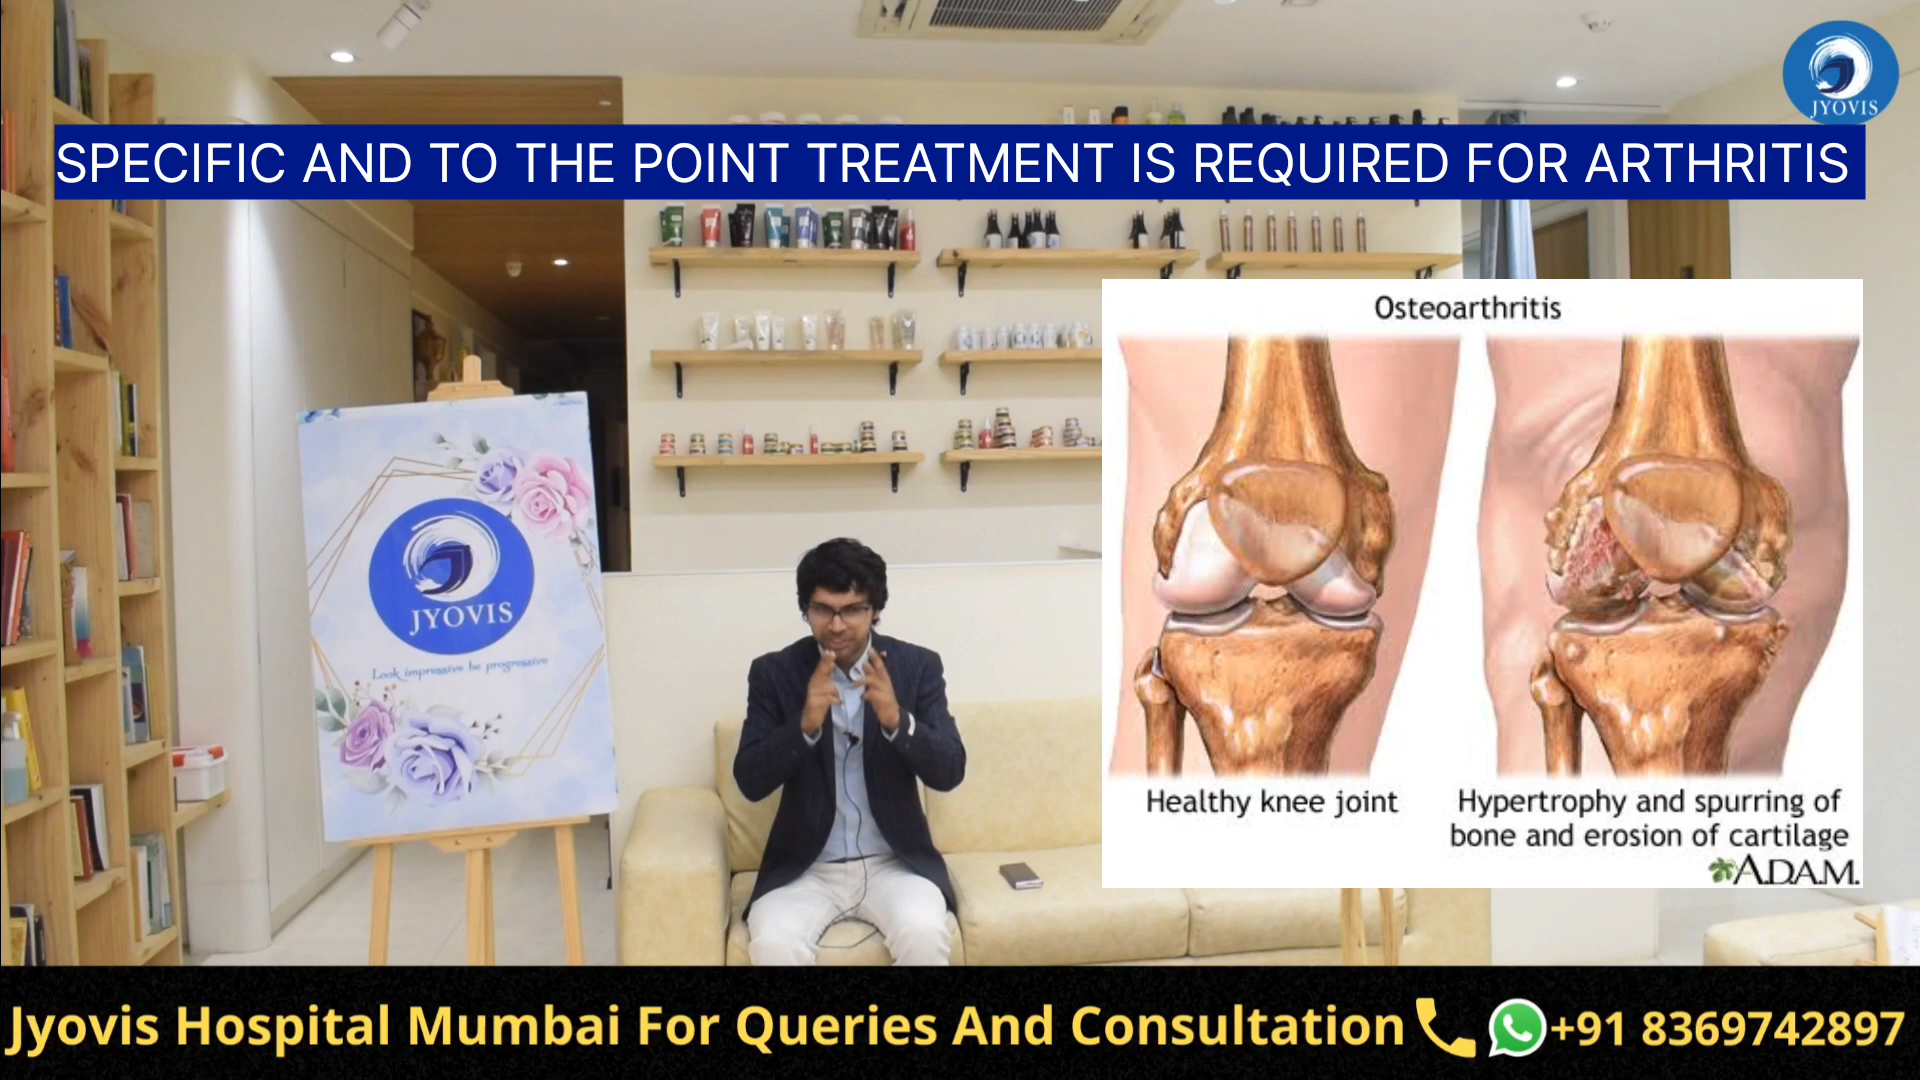 JYOVIS
SPECIFIC AND TO THE POINT TREATMENT IS REQUIRED FOR ARTHRITIS
Osteoarthritis
JYOVIS
Look impressive be progressive
Healthy knee joint
Hypertrophy and spurring of
bone and erosion of cartilage
A.D.A.M.
Jyovis Hospital Mumbai For Queries And Consultation +91 8369742897